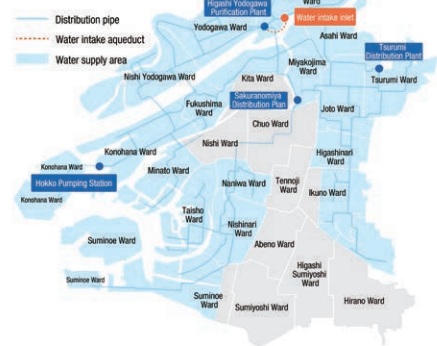 Distribution pipe
Water intake aqueduct
Water supply area
Higashi Yodogawa
Purification Plant
Ward
Water intake inlet
Yodogawa Ward
Asahi Ward
Tsurumi
Distribution Plant
Miyakojima
Ward
Nishi Yodogawa Ward
Kita Ward
Tsurumi Ward
Sakuranomiya
Distribution Plan
Fukushima
Ward
Joto Ward
Chuo Ward
Nishi Ward
Konohana Ward
Higashinari
Ward
Konohana Ward
Minato Ward
Hokko Pumping Station
Naniwa Ward
Tennoji
Ward
Ikuno Ward
Konohana Ward
Taisho
Ward
Nishinari
Ward
Suminoe Ward
Abeno Ward
Higashi
Sumiyoshi
Ward
Suminoe Ward
Suminoe
Ward
Sumiyoshi Ward
Hirano Ward